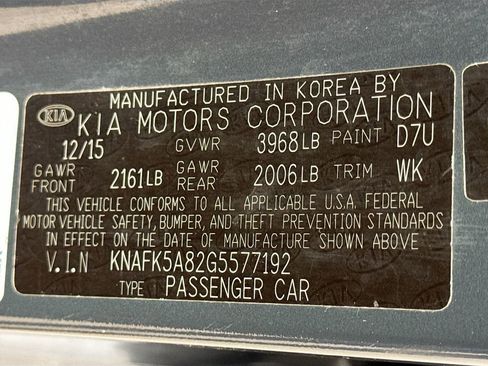 MANUFACTURED IN KOREA BY
KIA KIA MOTORS CORPORATION
12/15 GVWR 3968LB PAINT D7U
GAWR FRONT 2161LB GAWR REAR 2006LB TRIM WK
THIS VEHICLE CONFORMS TO ALL APPLICABLE U.S.A. FEDERAL
MOTOR VEHICLE SAFETY, BUMPER, AND THEFT PREVENTION STANDARDS
IN EFFECT ON THE DATE OF MANUFACTURE SHOWN ABOVE
V.I.N KNAFK5A82G5577192
TYPE PASSENGER CAR